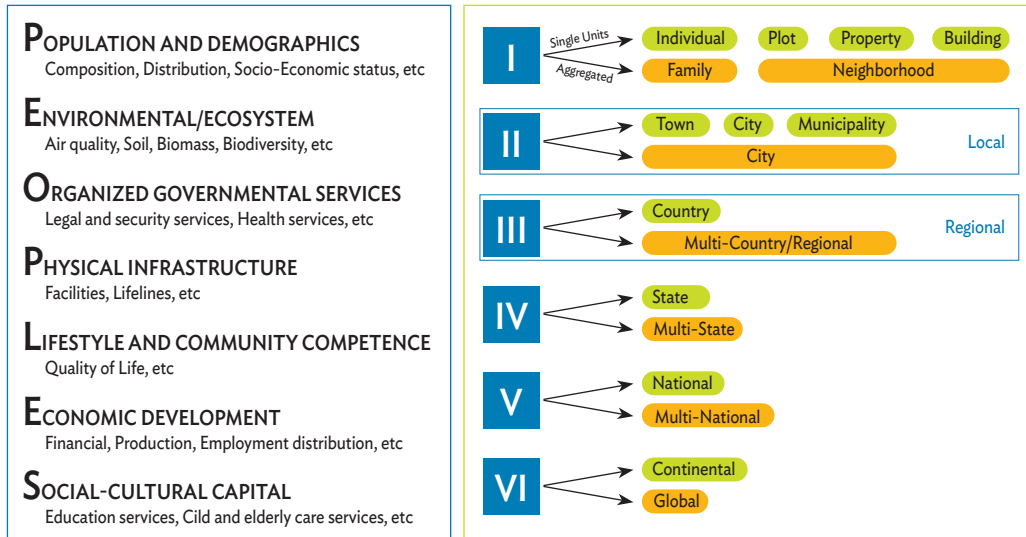 POPULATION AND DEMOGRAPHICS
Composition, Distribution, Socio-Economic status, etc
ENVIRONMENTAL/ECOSYSTEM
Air quality, Soil, Biomass, Biodiversity, etc
ORGANIZED GOVERNMENTAL SERVICES
Legal and security services, Health services, etc
PHYSICAL INFRASTRUCTURE
Facilities, Lifelines, etc
LIFESTYLE AND COMMUNITY COMPETENCE
Quality of Life, etc
ECONOMIC DEVELOPMENT
Financial, Production, Employment distribution, etc
SOCIAL-CULTURAL CAPITAL
Education services, Cild and elderly care services, etc
I
Single Units
Individual Plot Property Building
Aggregated
Family Neighborhood
II
Town City Municipality
City
Local
III
Country
Multi-Country/Regional
Regional
IV
State
Multi-State
V
National
Multi-National
VI
Continental
Global